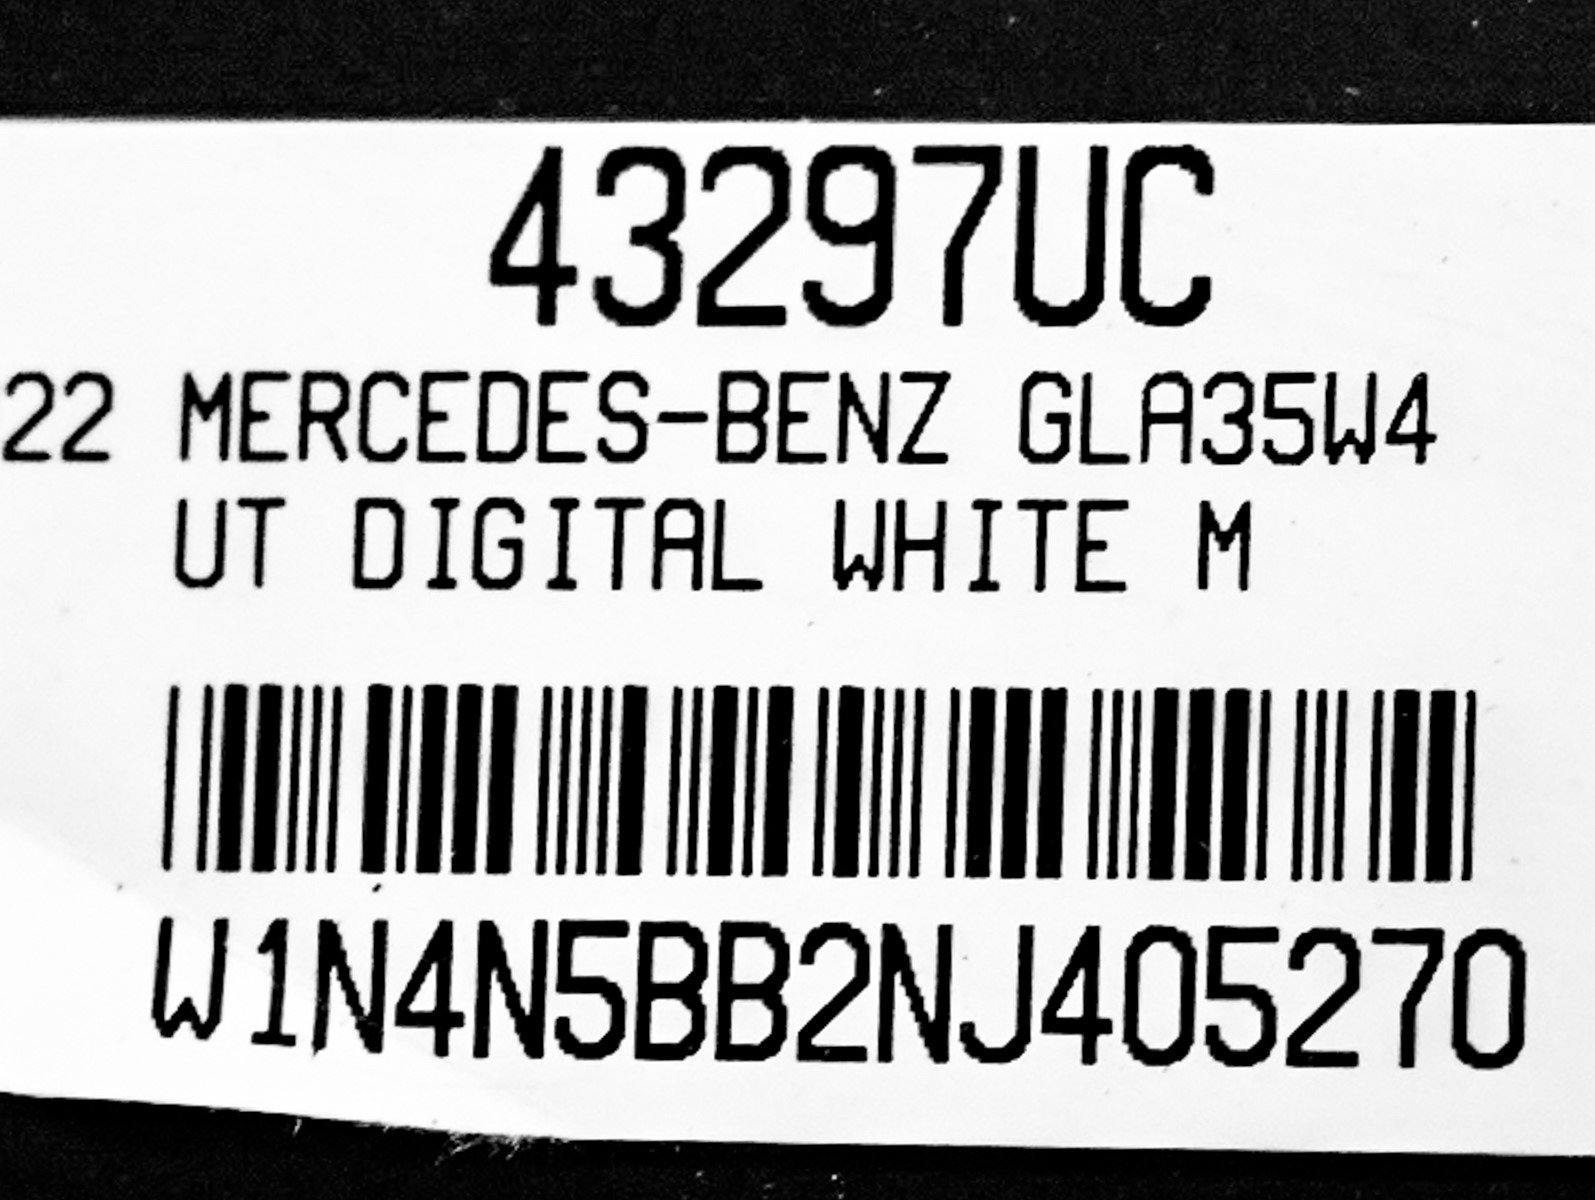 43297UC
22 MERCEDES-BENZ GLA35W4
UT DIGITAL WHITE M
W1N4N5BB2NJ405270